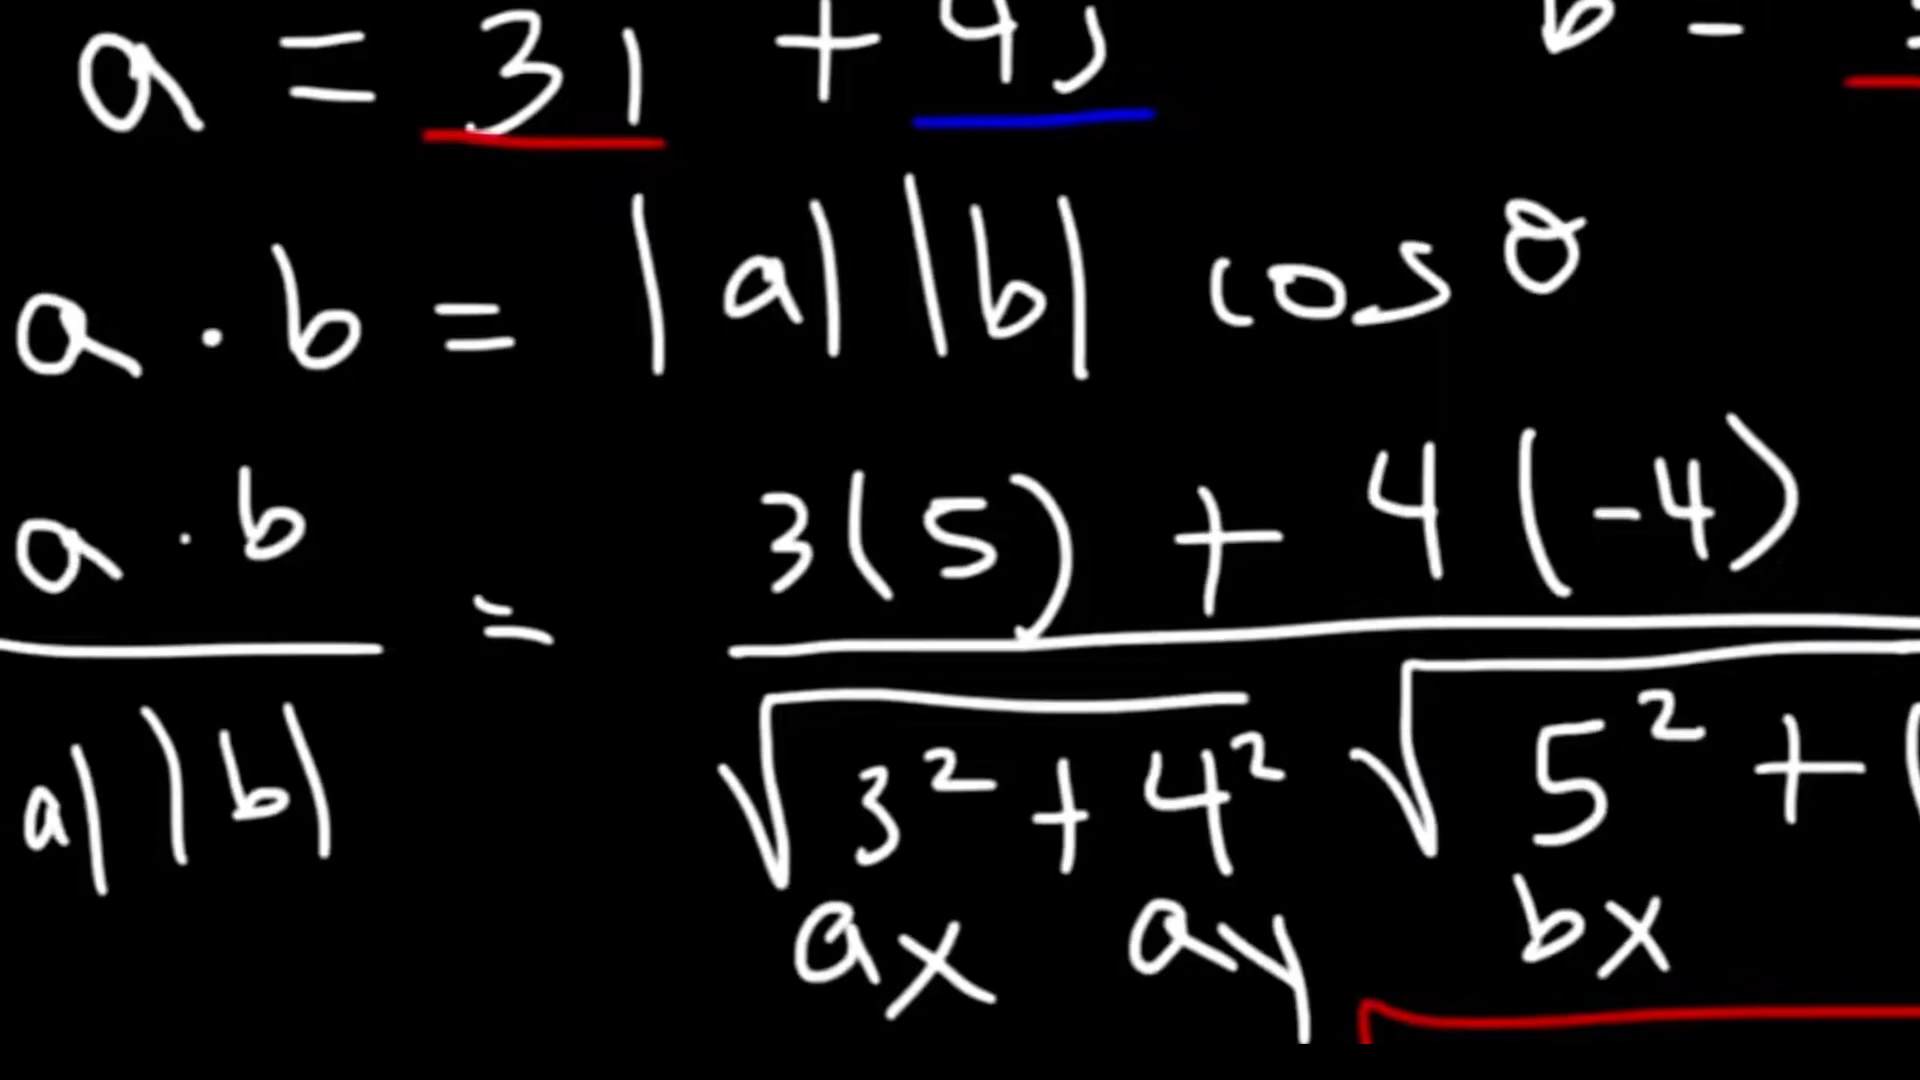 a = 3i + 4j b =
a · b = |a| |b| cos θ
a · b = 3(5) + 4(-4)
a| |b| √3² + 4² √5² + (
ax ay bx